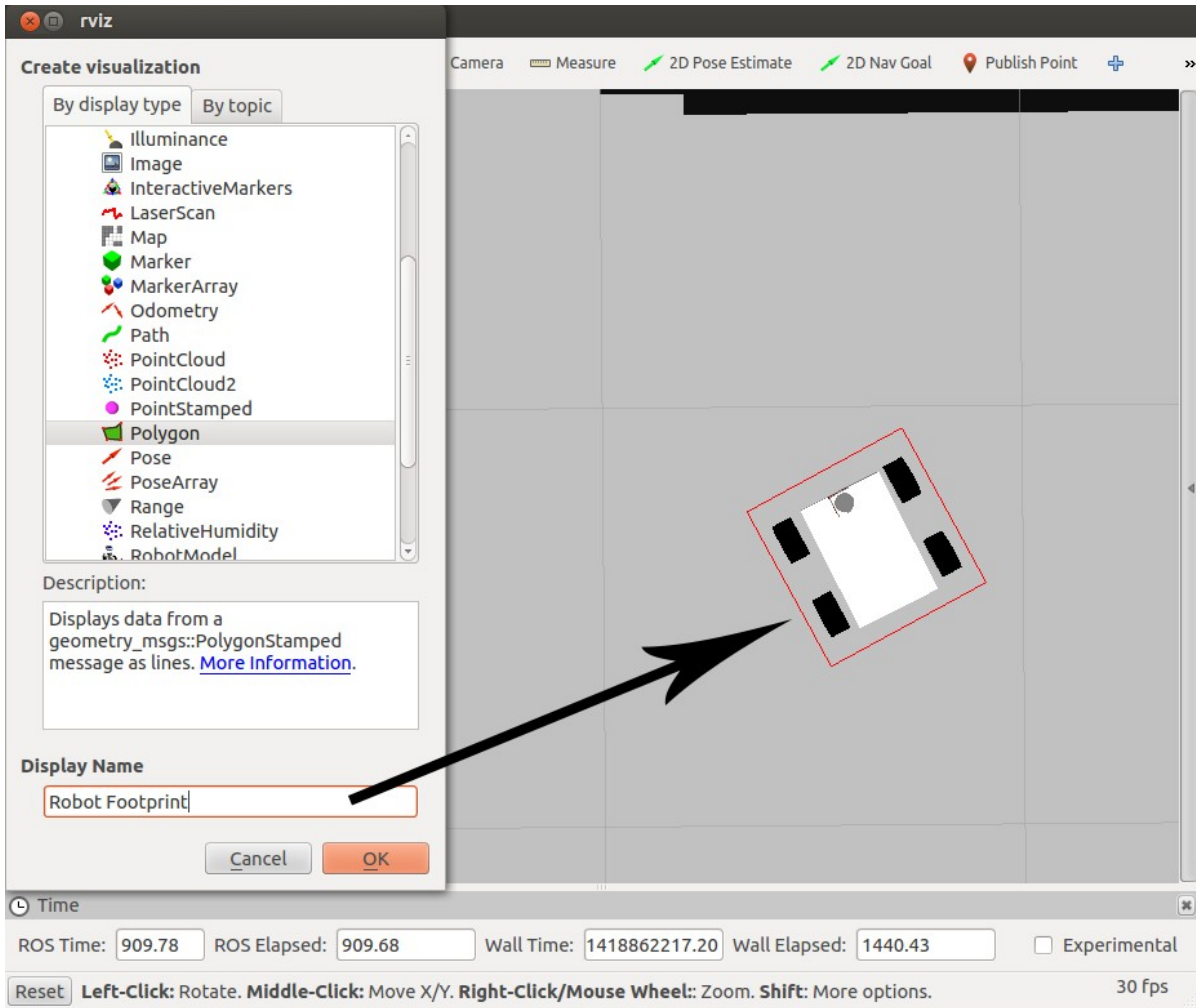 rviz
Create visualization
By display type
By topic
Illuminance
Image
InteractiveMarkers
LaserScan
Map
Marker
MarkerArray
Odometry
Path
PointCloud
PointCloud2
PointStamped
Polygon
Pose
PoseArray
Range
RelativeHumidity
RobotModel
Description:
Displays data from a
geometry_msgs::PolygonStamped
message as lines. More Information.
Display Name
Robot Footprint
Cancel
OK
Camera
Measure
2D Pose Estimate
2D Nav Goal
Publish Point
»
Time
ROS Time: 909.78 ROS Elapsed: 909.68 Wall Time: 1418862217.20 Wall Elapsed: 1440.43 Experimental
Reset Left-Click: Rotate. Middle-Click: Move X/Y. Right-Click/Mouse Wheel:: Zoom. Shift: More options. 30 fps